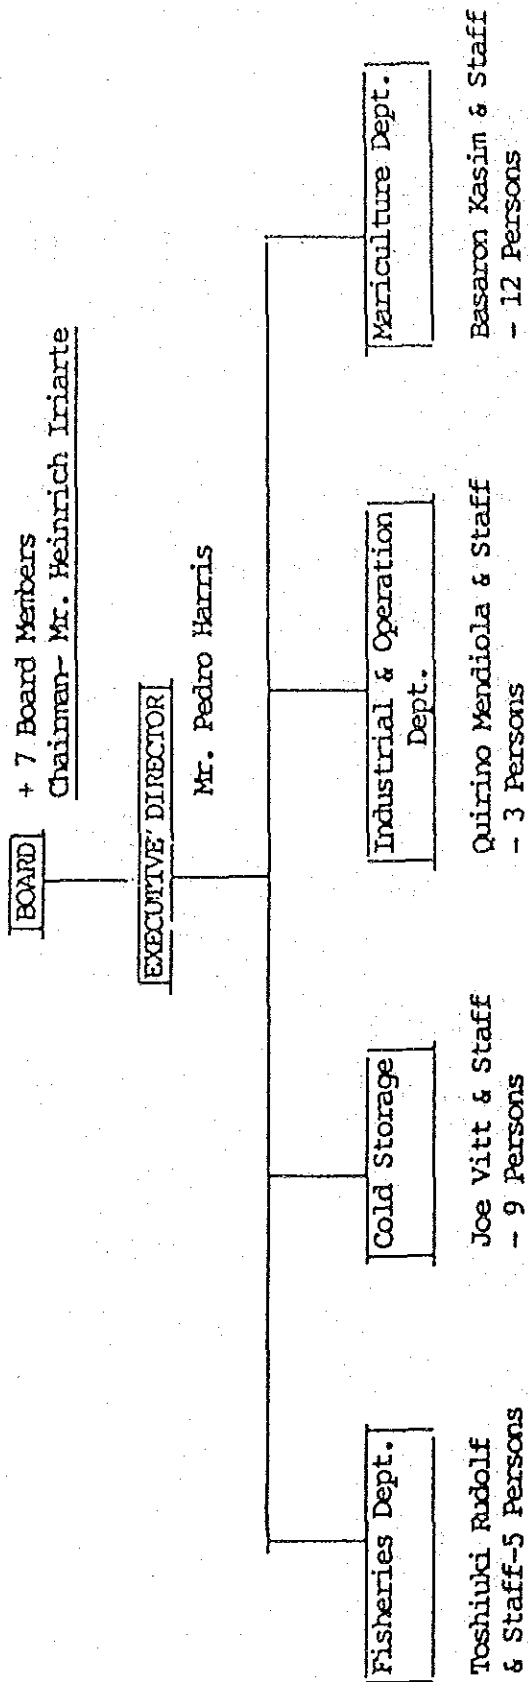 BOARD
+ 7 Board Members
Chairman- Mr. Heinrich Iriarte
EXECUTIVE' DIRECTOR
Mr. Pedro Harris
Fisheries Dept.
Toshiuki Rudolf
& Staff-5 Persons
Cold Storage
Joe Vitt & Staff
- 9 Persons
Industrial & Operation
Dept.
Quirino Mendiola & Staff
- 3 Persons
Mariculture Dept.
Basaron Kasim & Staff
- 12 Persons